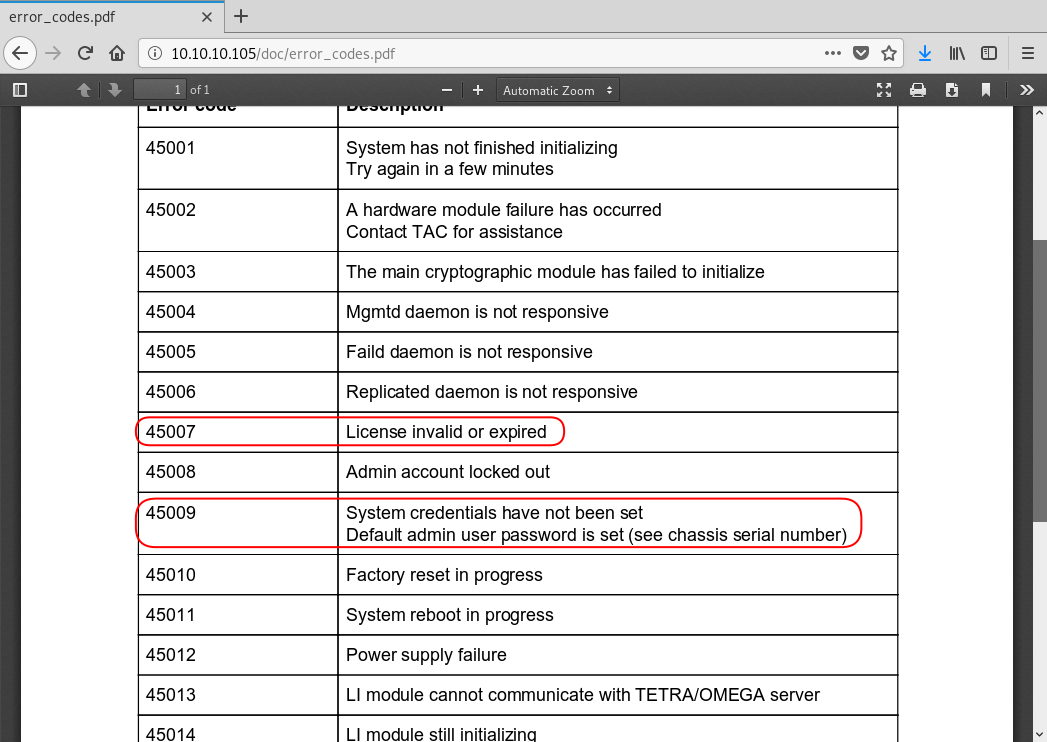 error_codes.pdf
10.10.10.105/doc/error_codes.pdf
1 of 1
Automatic Zoom
Error code Description
45001 System has not finished initializing
Try again in a few minutes
45002 A hardware module failure has occurred
Contact TAC for assistance
45003 The main cryptographic module has failed to initialize
45004 Mgmtd daemon is not responsive
45005 Faild daemon is not responsive
45006 Replicated daemon is not responsive
45007 License invalid or expired
45008 Admin account locked out
45009 System credentials have not been set
Default admin user password is set (see chassis serial number)
45010 Factory reset in progress
45011 System reboot in progress
45012 Power supply failure
45013 LI module cannot communicate with TETRA/OMEGA server
45014 LI module still initializing